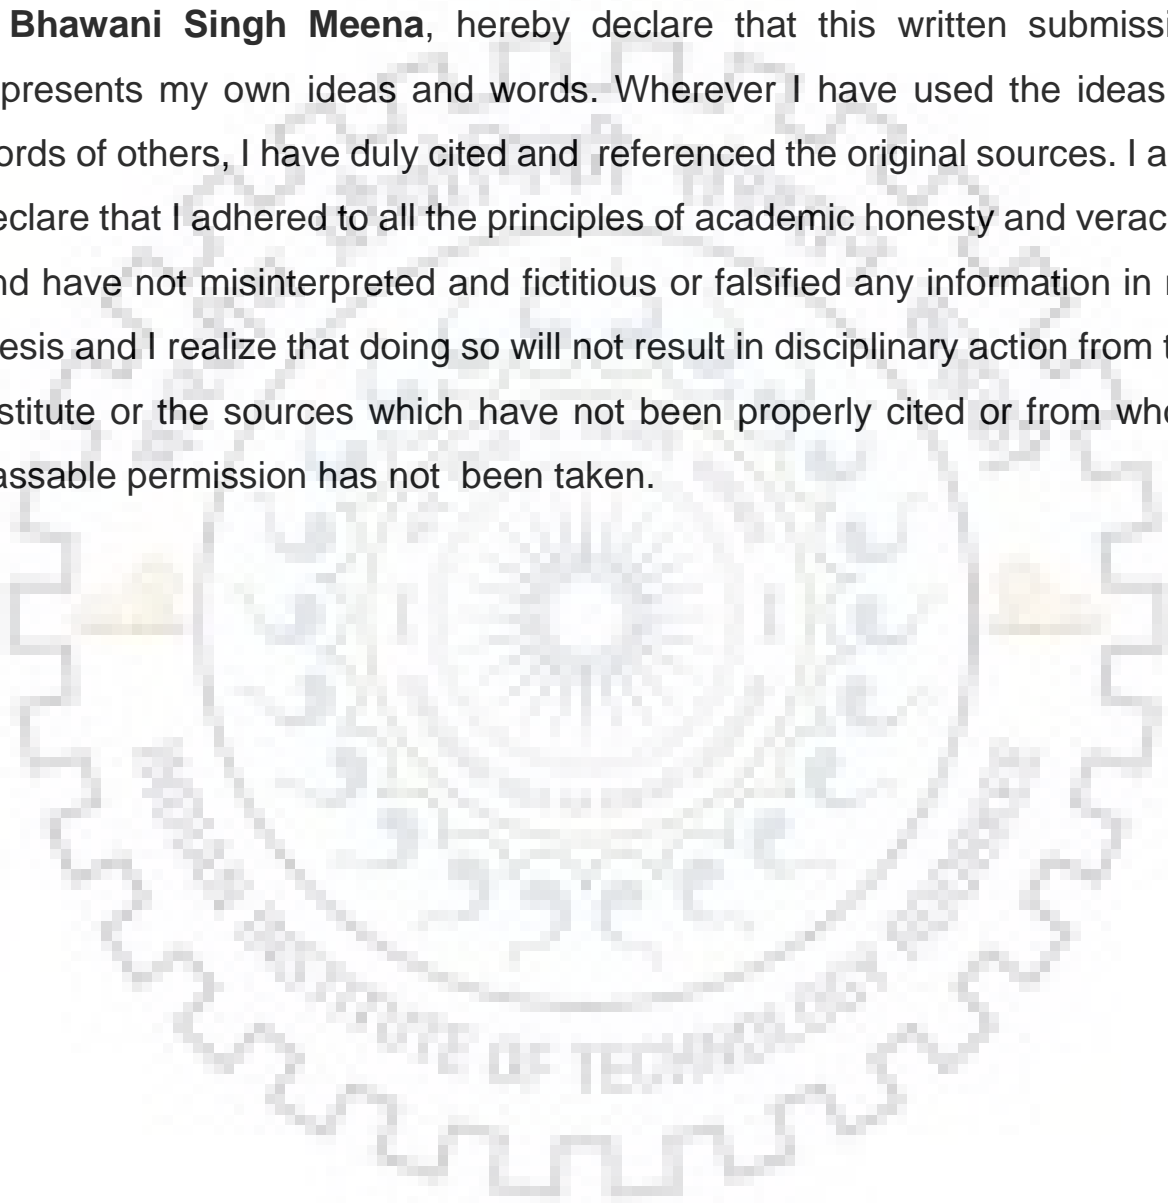 Bhawani Singh Meena, hereby declare that this written submissi
presents my own ideas and words. Wherever I have used the ideas
ords of others, I have duly cited and referenced the original sources. I a
eclare that I adhered to all the principles of academic honesty and verac
nd have not misinterpreted and fictitious or falsified any information in
esis and I realize that doing so will not result in disciplinary action from t
stitute or the sources which have not been properly cited or from who
assable permission has not been taken.
INSTITUTE OF TECHNOLOGY